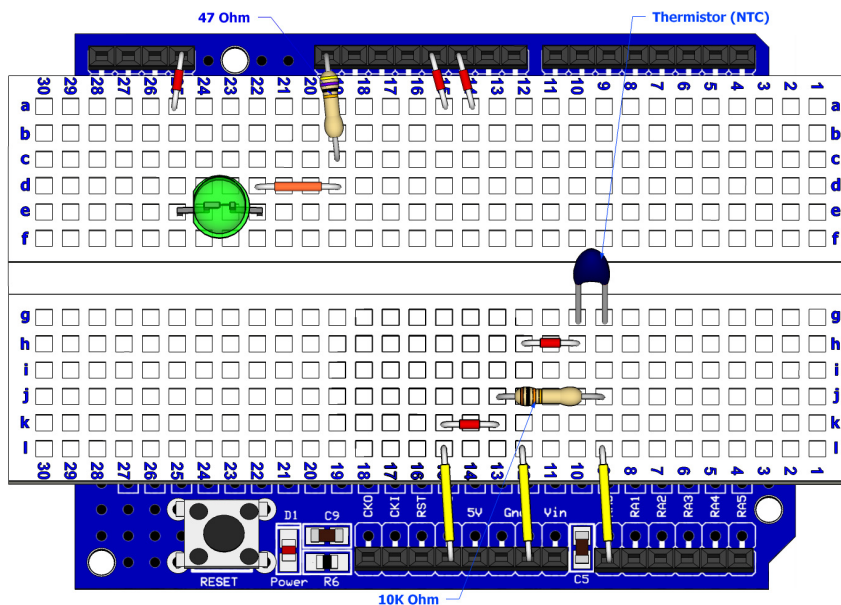 47 Ohm
Thermistor (NTC)
30 29 28 27 26 25 24 23 22 21 20 19 18 17 16 15 14 13 12 11 10 9 8 7 6 5 4 3 2 1
a a
b b
c c
d d
e e
f f
g g
h h
i i
j j
k k
l l
30 29 28 27 26 25 24 23 22 21 20 19 18 17 16 15 14 13 12 11 10 9 8 7 6 5 4 3 2 1
CKO CKI RST 5V Gnd Vin RA1 RA2 RA3 RA4 RA5
D1 C9
RESET Power R6 C5
10K Ohm